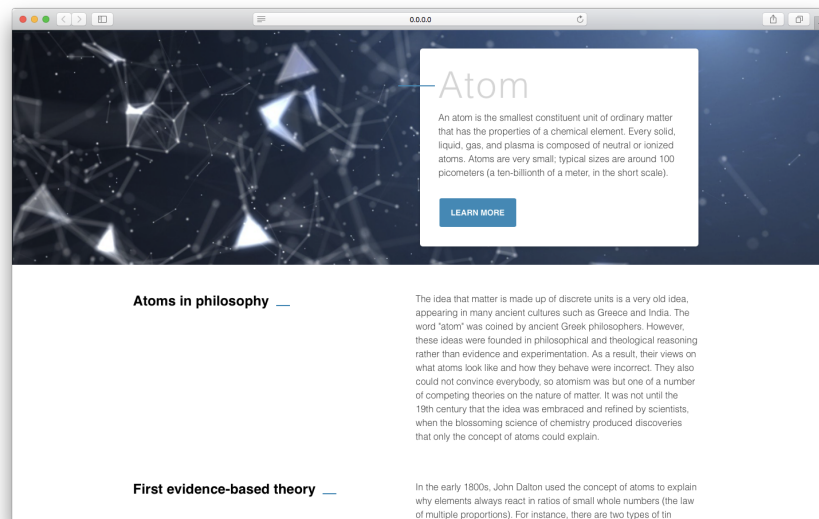 0.0.0.0
Atom
An atom is the smallest constituent unit of ordinary matter
that has the properties of a chemical element. Every solid,
liquid, gas, and plasma is composed of neutral or ionized
atoms. Atoms are very small; typical sizes are around 100
picometers (a ten-billionth of a meter, in the short scale).
LEARN MORE
Atoms in philosophy
The idea that matter is made up of discrete units is a very old idea,
appearing in many ancient cultures such as Greece and India. The
word "atom" was coined by ancient Greek philosophers. However,
these ideas were founded in philosophical and theological reasoning
rather than evidence and experimentation. As a result, their views on
what atoms look like and how they behave were incorrect. They also
could not convince everybody, so atomism was but one of a number
of competing theories on the nature of matter. It was not until the
19th century that the idea was embraced and refined by scientists,
when the blossoming science of chemistry produced discoveries
that only the concept of atoms could explain.
First evidence-based theory
In the early 1800s, John Dalton used the concept of atoms to explain
why elements always react in ratios of small whole numbers (the law
of multiple proportions). For instance, there are two types of tin